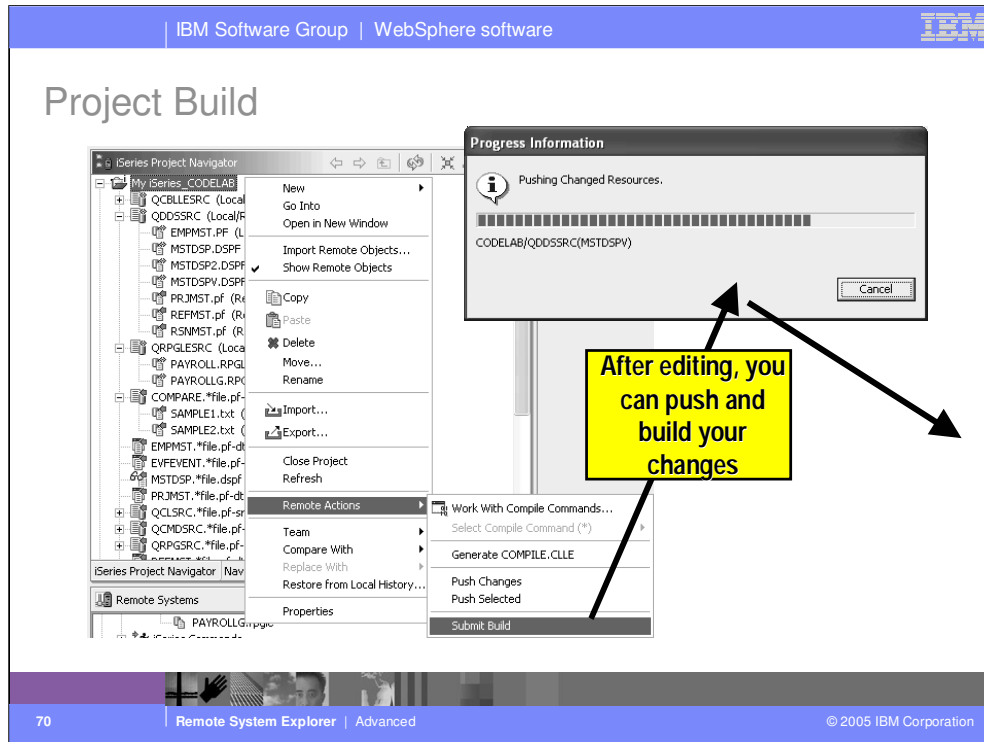 IBM Software Group | WebSphere software
IBM
Project Build
iSeries Project Navigator
My iSeries_CODELAB
QCBLLESRC (Local
QDDSSRC (Local/R
EMPMST.PF (L
MSTDSP.DSPF
MSTDSP2.DSPF
MSTDSPV.DSPF
PRJMST.pf (Re
REFMST.pf (Re
RSNMST.pf (R
QRPGLESRC (Loca
PAYROLL.RPGL
PAYROLLG.RPG
COMPARE.*file.pf-
SAMPLE1.txt (
SAMPLE2.txt (
EMPMST.*file.pf-dt
EVFEVENT.*file.pf-
MSTDSP.*file.dspf
PRJMST.*file.pf-dt
QCLSRC.*file.pf-sr
QCMDSRC.*file.pf-
QRPGSRC.*file.pf-
iSeries Project Navigator Nav
Remote Systems
PAYROLLG.rpgle
New
Go Into
Open in New Window
Import Remote Objects...
Show Remote Objects
Copy
Paste
Delete
Move...
Rename
Import...
Export...
Close Project
Refresh
Remote Actions
Team
Compare With
Replace With
Restore from Local History...
Properties
Work With Compile Commands...
Select Compile Command (*)
Generate COMPILE.CLLE
Push Changes
Push Selected
Submit Build
Progress Information
Pushing Changed Resources.
CODELAB/QDDSSRC(MSTDSPV)
Cancel
After editing, you
can push and
build your
changes
70
Remote System Explorer | Advanced
© 2005 IBM Corporation